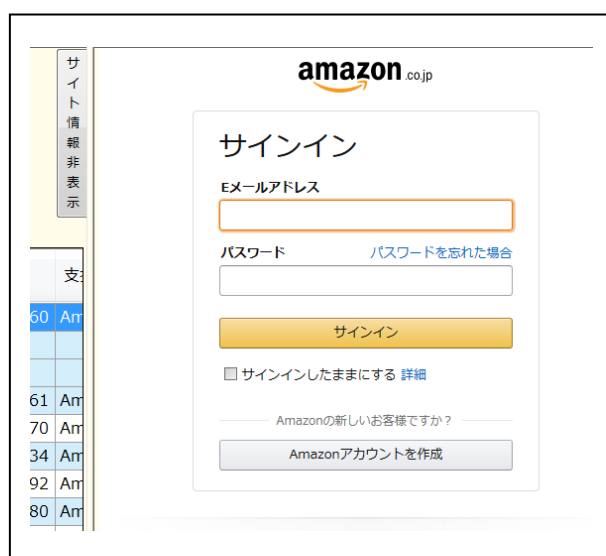 サイト情報非表示
amazon.co.jp
サインイン
Eメールアドレス
パスワード パスワードを忘れた場合
サインイン
サインインしたままにする 詳細
Amazonの新しいお客様ですか？
Amazonアカウントを作成
60 Am
61 Am
70 Am
34 Am
92 Am
80 Am